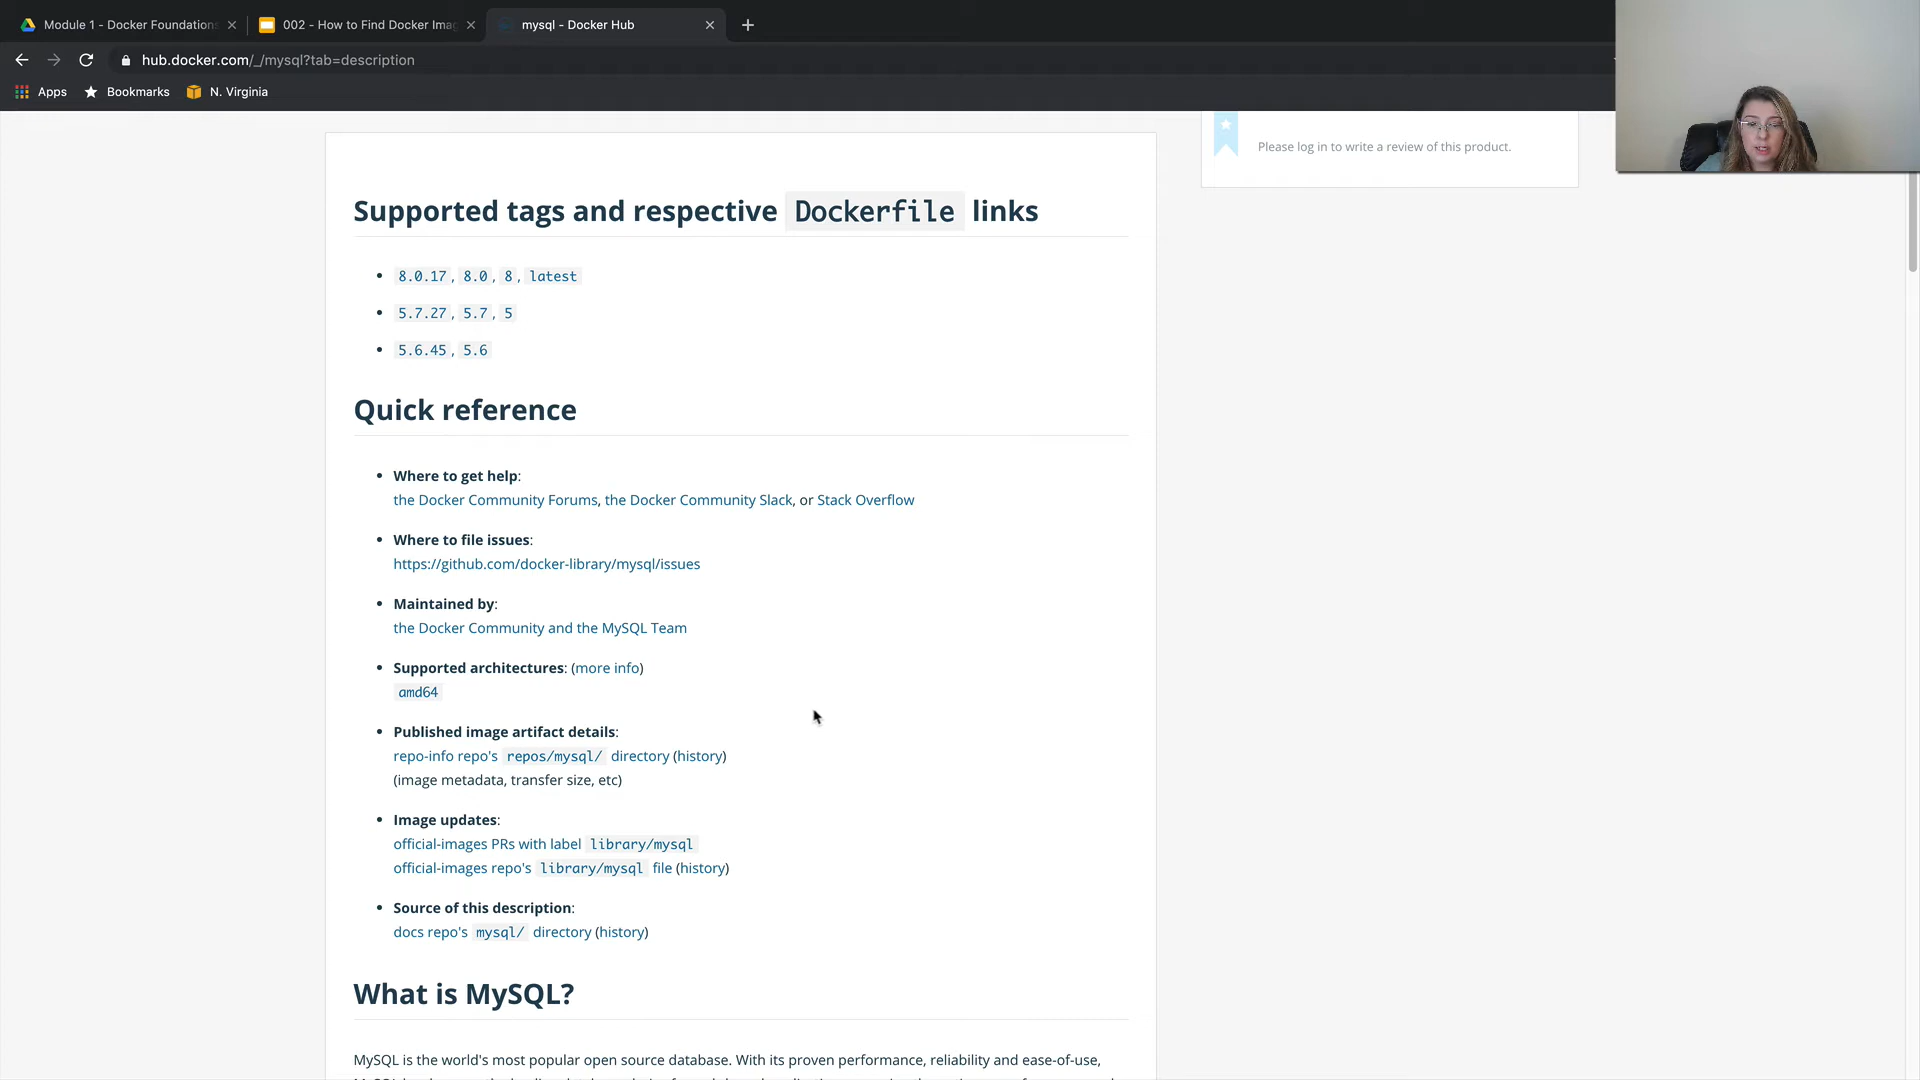 Module 1 - Docker Foundations
002 - How to Find Docker Imag
mysql - Docker Hub
hub.docker.com/_/mysql?tab=description
Apps
Bookmarks
N. Virginia
Please log in to write a review of this product.
Supported tags and respective Dockerfile links
8.0.17, 8.0, 8, latest
5.7.27, 5.7, 5
5.6.45, 5.6
Quick reference
Where to get help:
the Docker Community Forums, the Docker Community Slack, or Stack Overflow
Where to file issues:
https://github.com/docker-library/mysql/issues
Maintained by:
the Docker Community and the MySQL Team
Supported architectures: (more info)
amd64
Published image artifact details:
repo-info repo's repos/mysql/ directory (history)
(image metadata, transfer size, etc)
Image updates:
official-images PRs with label library/mysql
official-images repo's library/mysql file (history)
Source of this description:
docs repo's mysql/ directory (history)
What is MySQL?
MySQL is the world's most popular open source database. With its proven performance, reliability and ease-of-use,